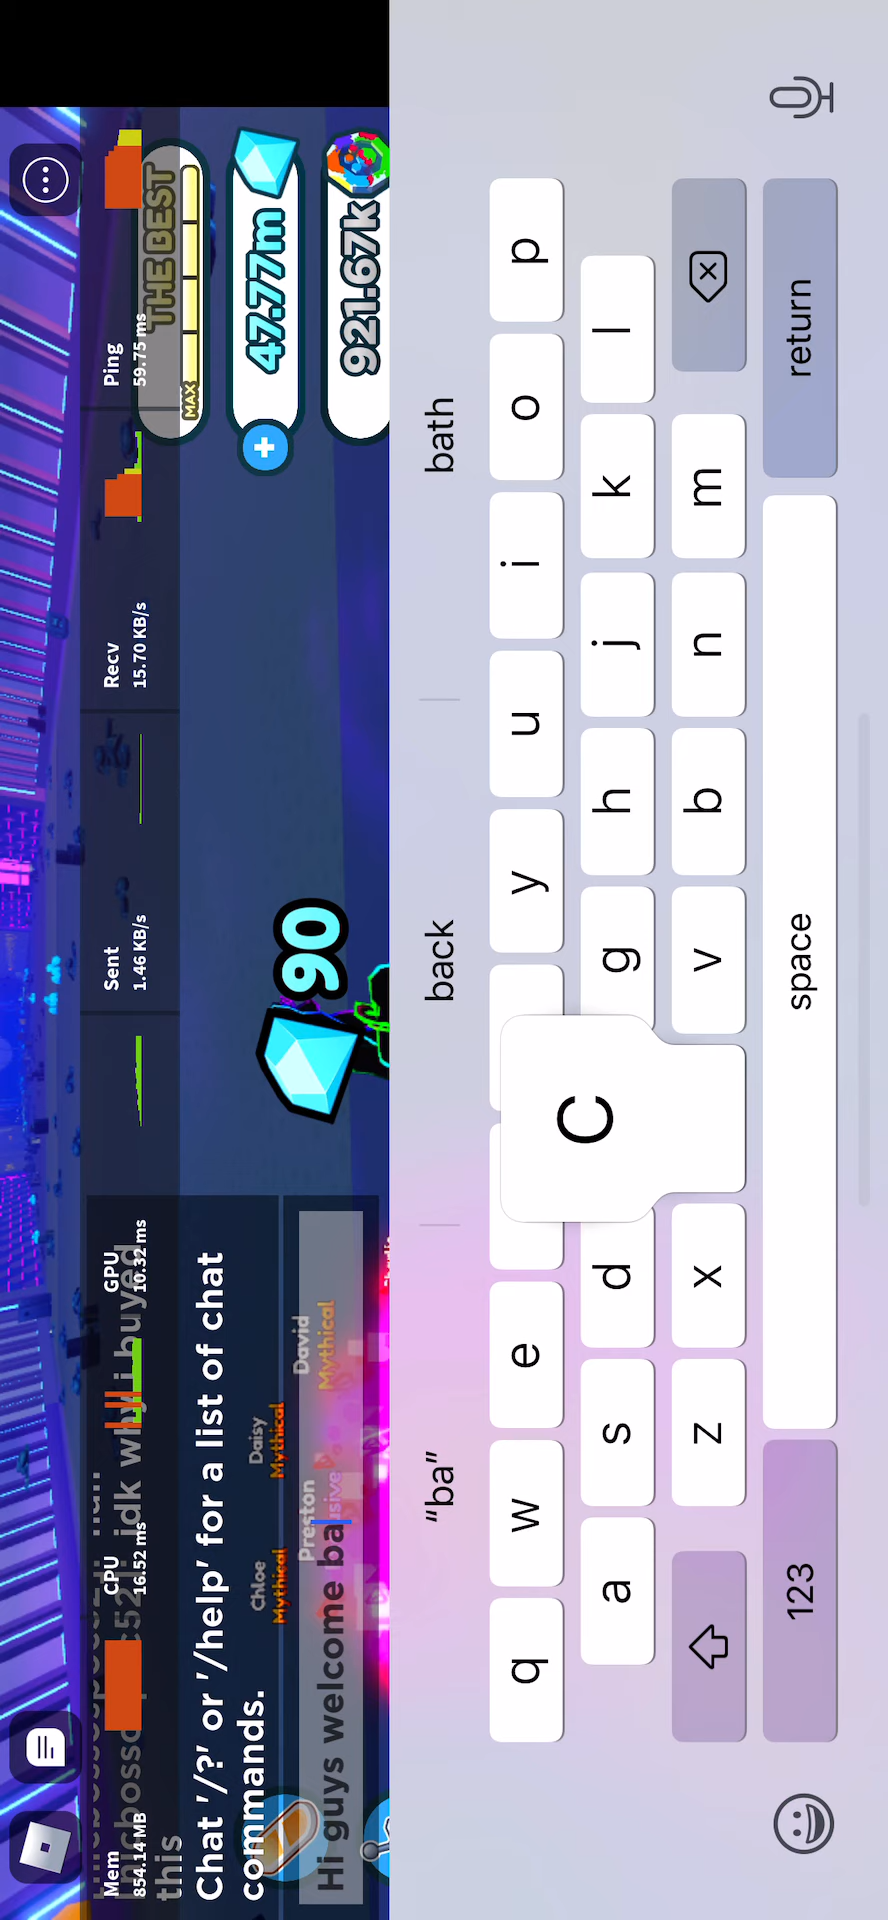 Mem
854.14 MB
CPU
16.52 ms
GPU
10.32 ms
Sent
1.46 KB/s
Recv
15.70 KB/s
Ping
59.75 ms
THE BEST
MAX
47.77m
921.67k
90
idk why i buyed
this
Chat '/?' or '/help' for a list of chat
commands.
Chloe
Mythical
Daisy
Mythical
Preston
David
Mythical
Hi guys welcome ba
“ba”
back
bath
q w e y u i o p
a s d g h j k l
z x C v b n m
123
space
return